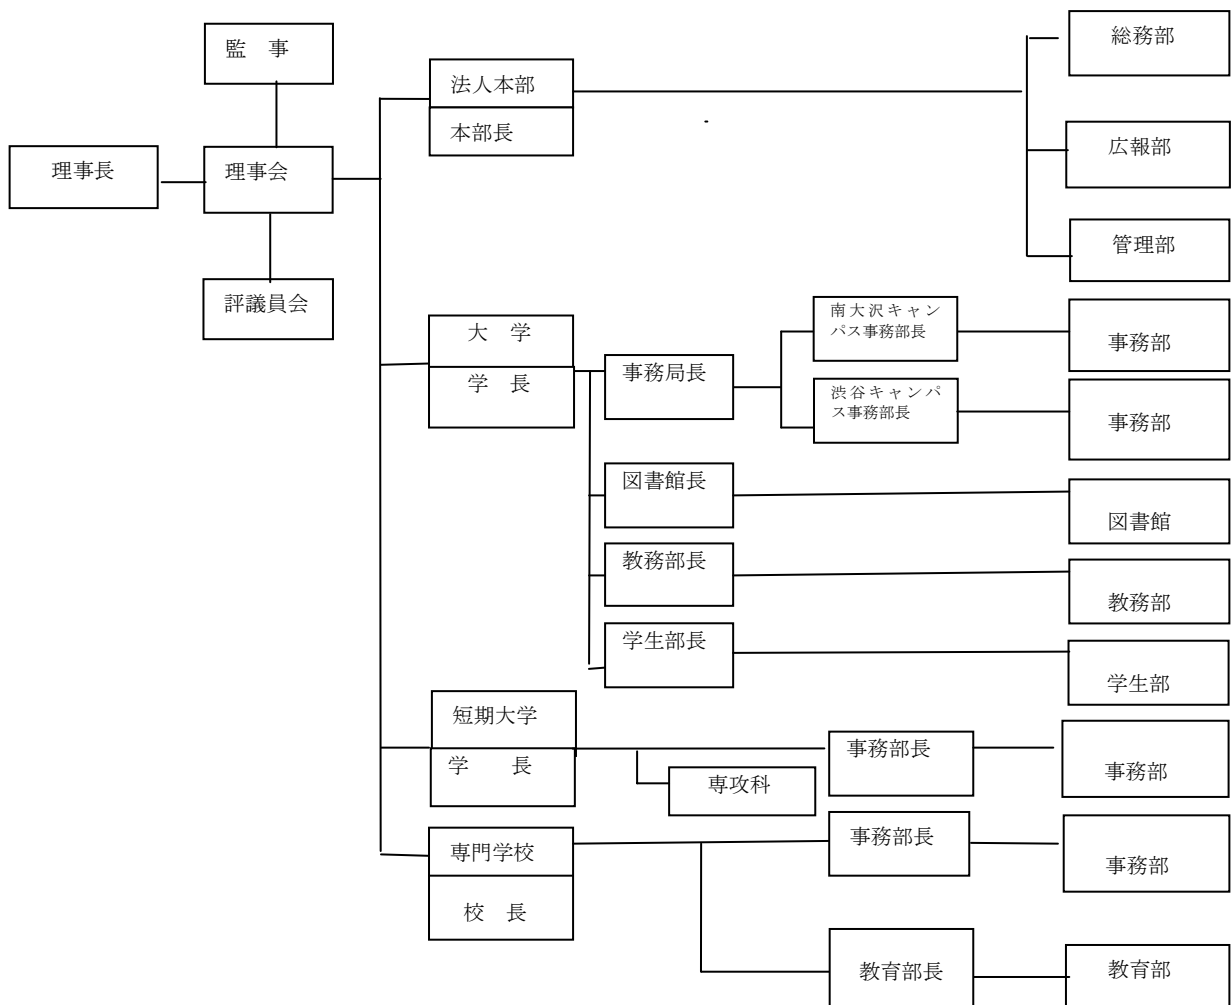 監　事
理事長
理事会
評議員会
法人本部
本部長
総務部
広報部
管理部
大　学
学　長
事務局長
南大沢キャン
パス事務部長
事務部
渋谷キャンパ
ス事務部長
事務部
図書館長
図書館
教務部長
教務部
学生部長
学生部
短期大学
学　　長
専攻科
事務部長
事務部
専門学校
校　長
事務部長
事務部
教育部長
教育部